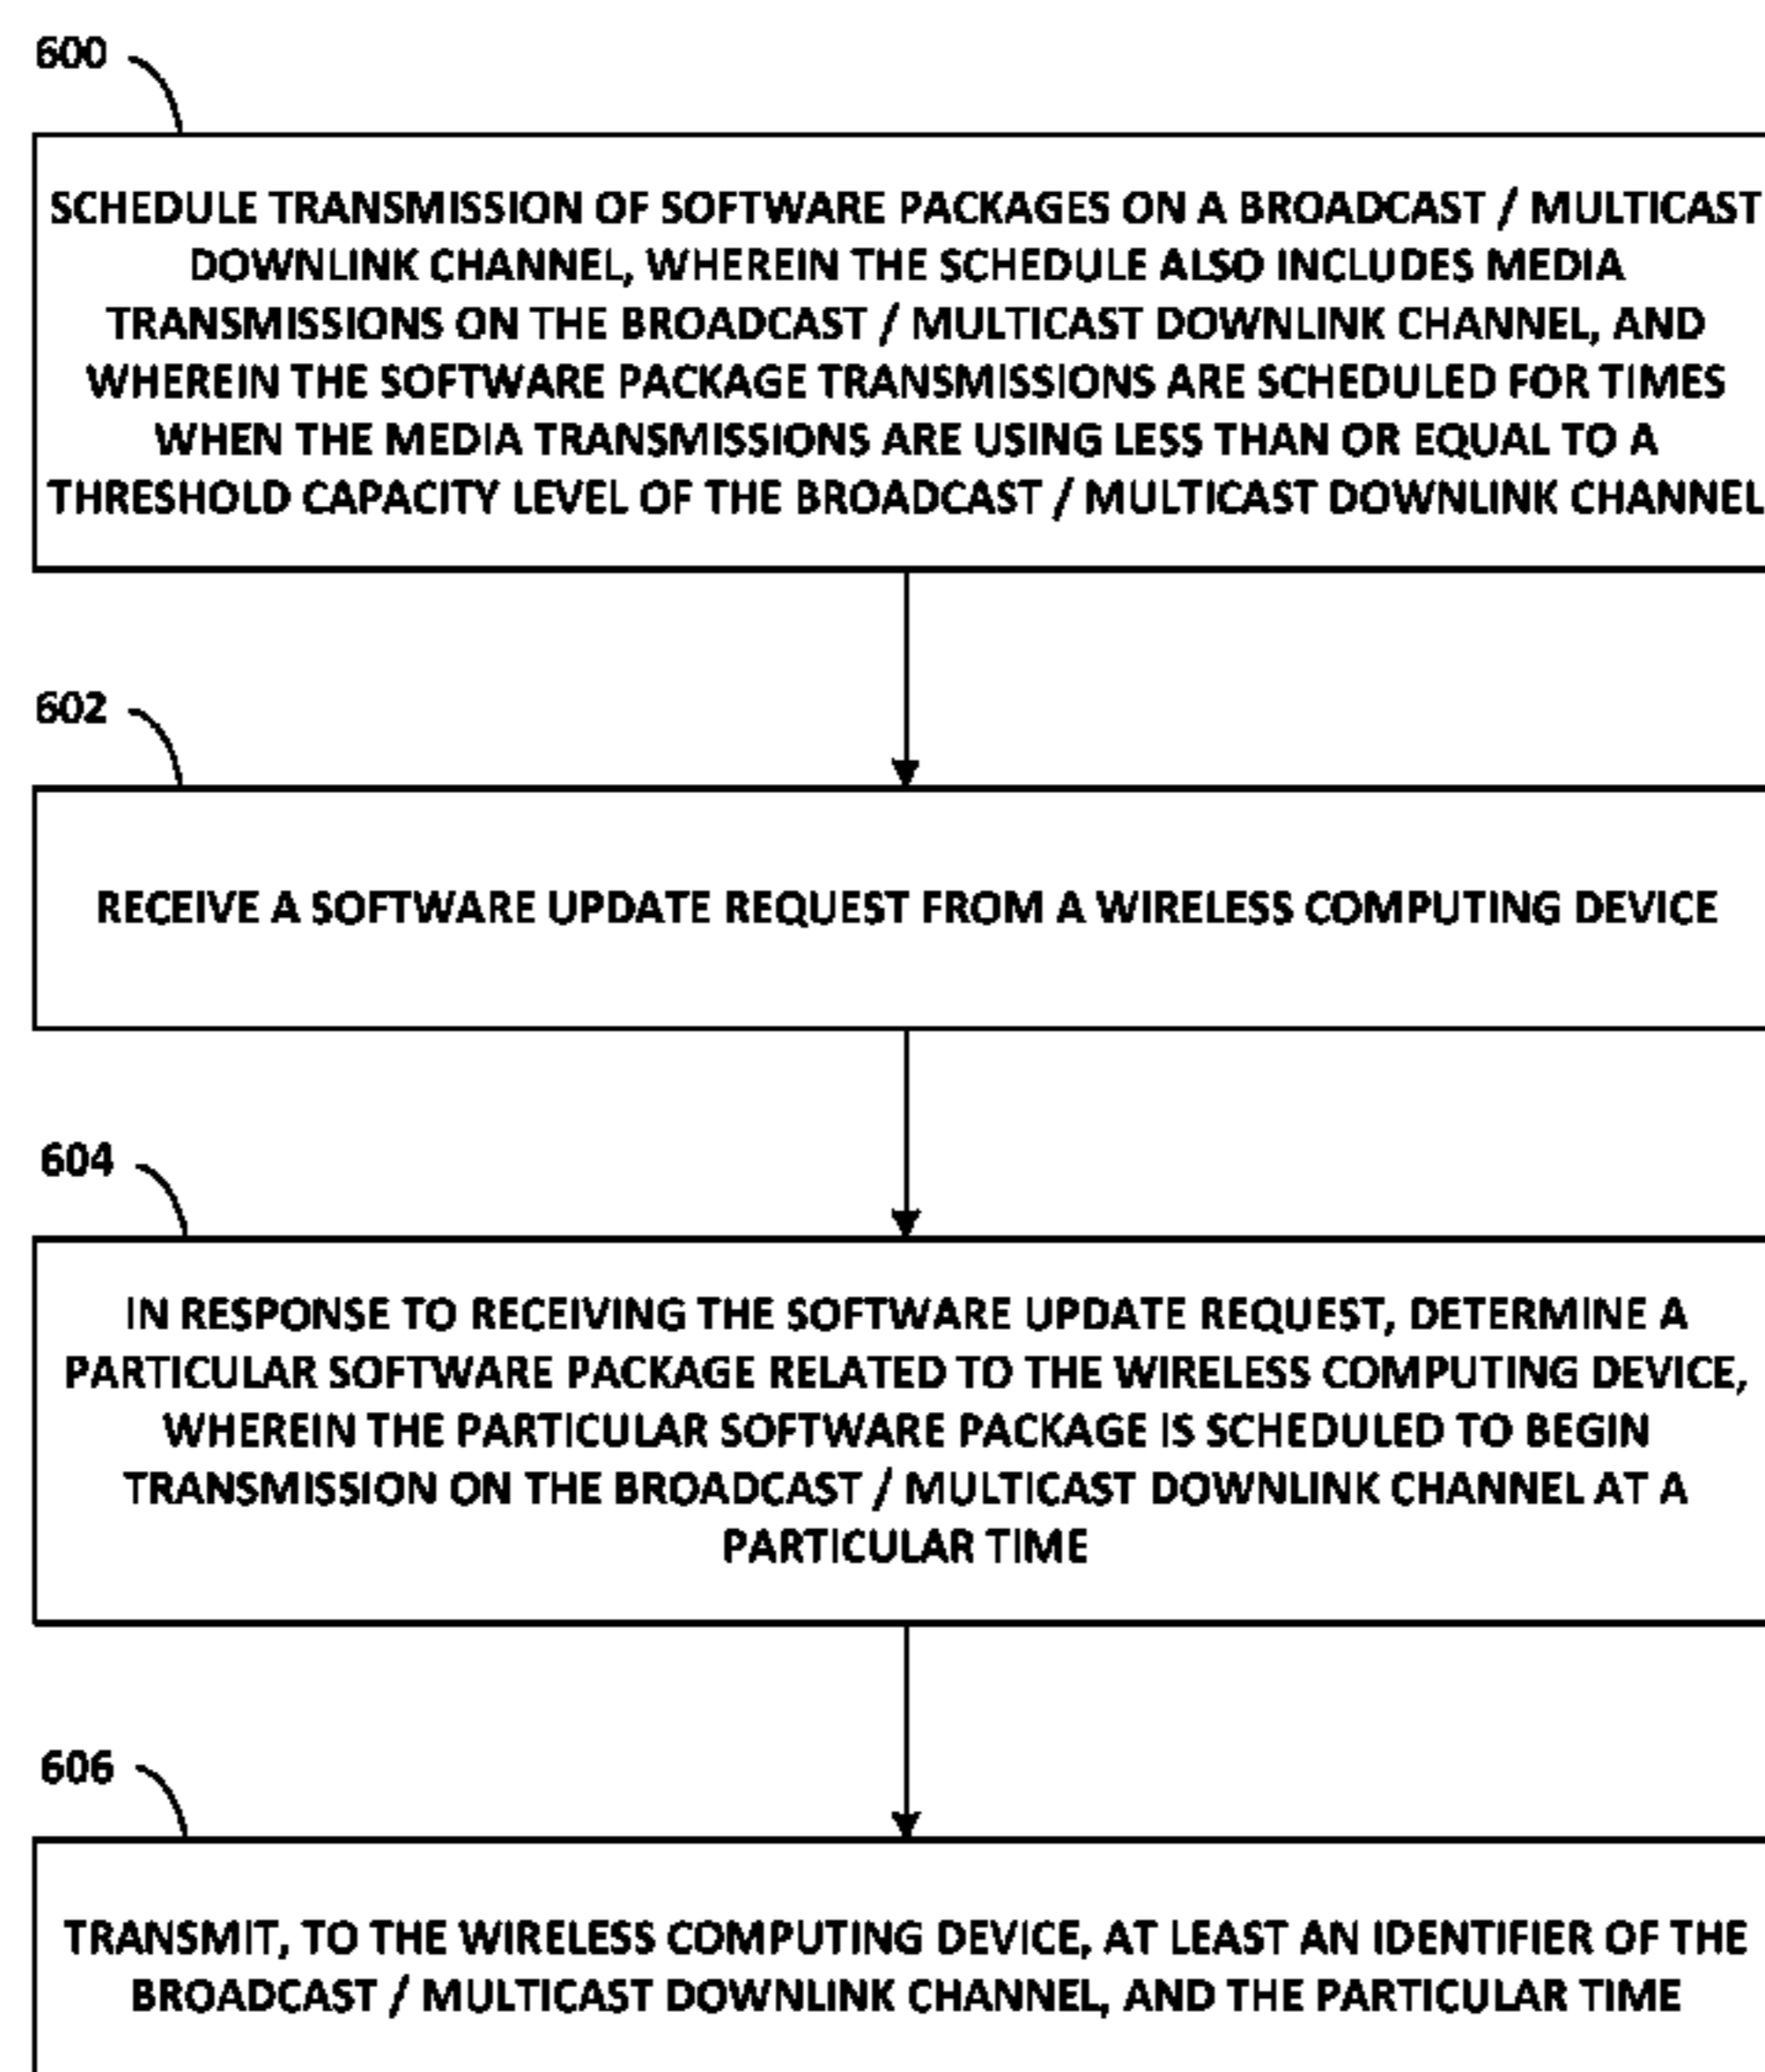 600
SCHEDULE TRANSMISSION OF SOFTWARE PACKAGES ON A BROADCAST / MULTICAST
DOWNLINK CHANNEL, WHEREIN THE SCHEDULE ALSO INCLUDES MEDIA
TRANSMISSIONS ON THE BROADCAST / MULTICAST DOWNLINK CHANNEL, AND
WHEREIN THE SOFTWARE PACKAGE TRANSMISSIONS ARE SCHEDULED FOR TIMES
WHEN THE MEDIA TRANSMISSIONS ARE USING LESS THAN OR EQUAL TO A
THRESHOLD CAPACITY LEVEL OF THE BROADCAST / MULTICAST DOWNLINK CHANNEL
602
RECEIVE A SOFTWARE UPDATE REQUEST FROM A WIRELESS COMPUTING DEVICE
604
IN RESPONSE TO RECEIVING THE SOFTWARE UPDATE REQUEST, DETERMINE A
PARTICULAR SOFTWARE PACKAGE RELATED TO THE WIRELESS COMPUTING DEVICE,
WHEREIN THE PARTICULAR SOFTWARE PACKAGE IS SCHEDULED TO BEGIN
TRANSMISSION ON THE BROADCAST / MULTICAST DOWNLINK CHANNEL AT A
PARTICULAR TIME
606
TRANSMIT, TO THE WIRELESS COMPUTING DEVICE, AT LEAST AN IDENTIFIER OF THE
BROADCAST / MULTICAST DOWNLINK CHANNEL, AND THE PARTICULAR TIME